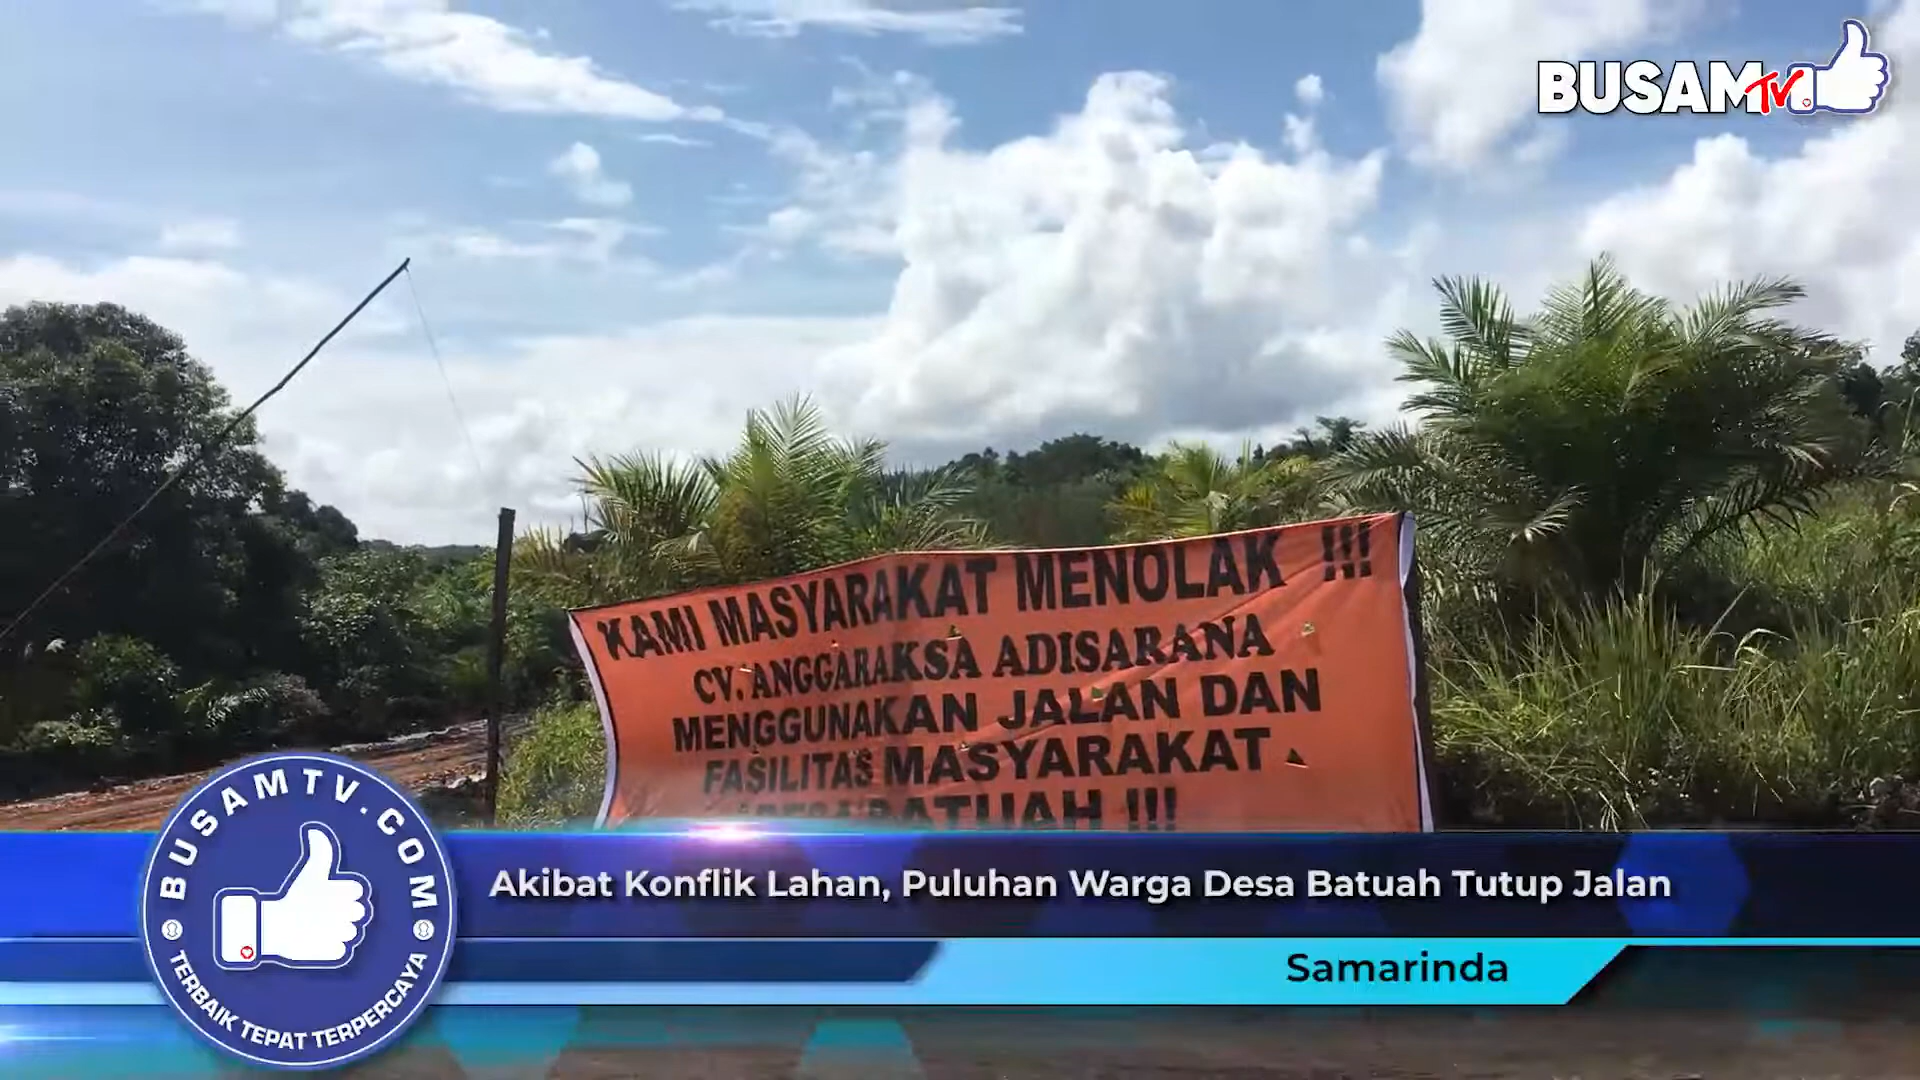 BUSAMTV
KAMI MASYARAKAT MENOLAK !!!
CV. ANGGARAKSA ADISARANA
MENGGUNAKAN JALAN DAN
FASILITAS MASYARAKAT
BATUAH !!!
Akibat Konflik Lahan, Puluhan Warga Desa Batuah Tutup Jalan
Samarinda
BUSAMTV.COM
TERBAIK TEPAT TERPERCAYA